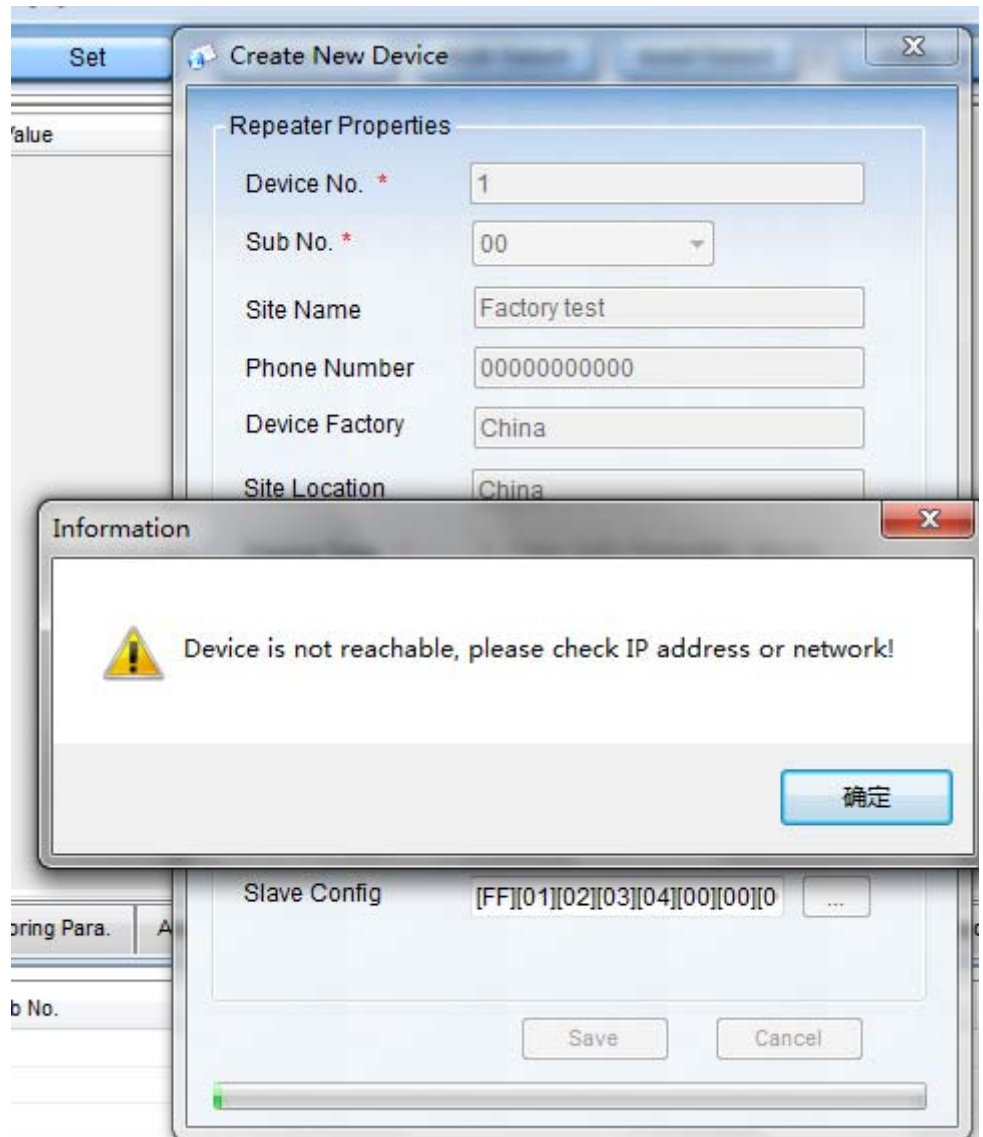 Set
Create New Device
Value
Repeater Properties
Device No. *
1
Sub No. *
00
Site Name
Factory test
Phone Number
00000000000
Device Factory
China
Site Location
China
Information
Device is not reachable, please check IP address or network!
确定
Slave Config
[FF][01][02][03][04][00][00][0
...
oring Para.
A
b No.
Save
Cancel